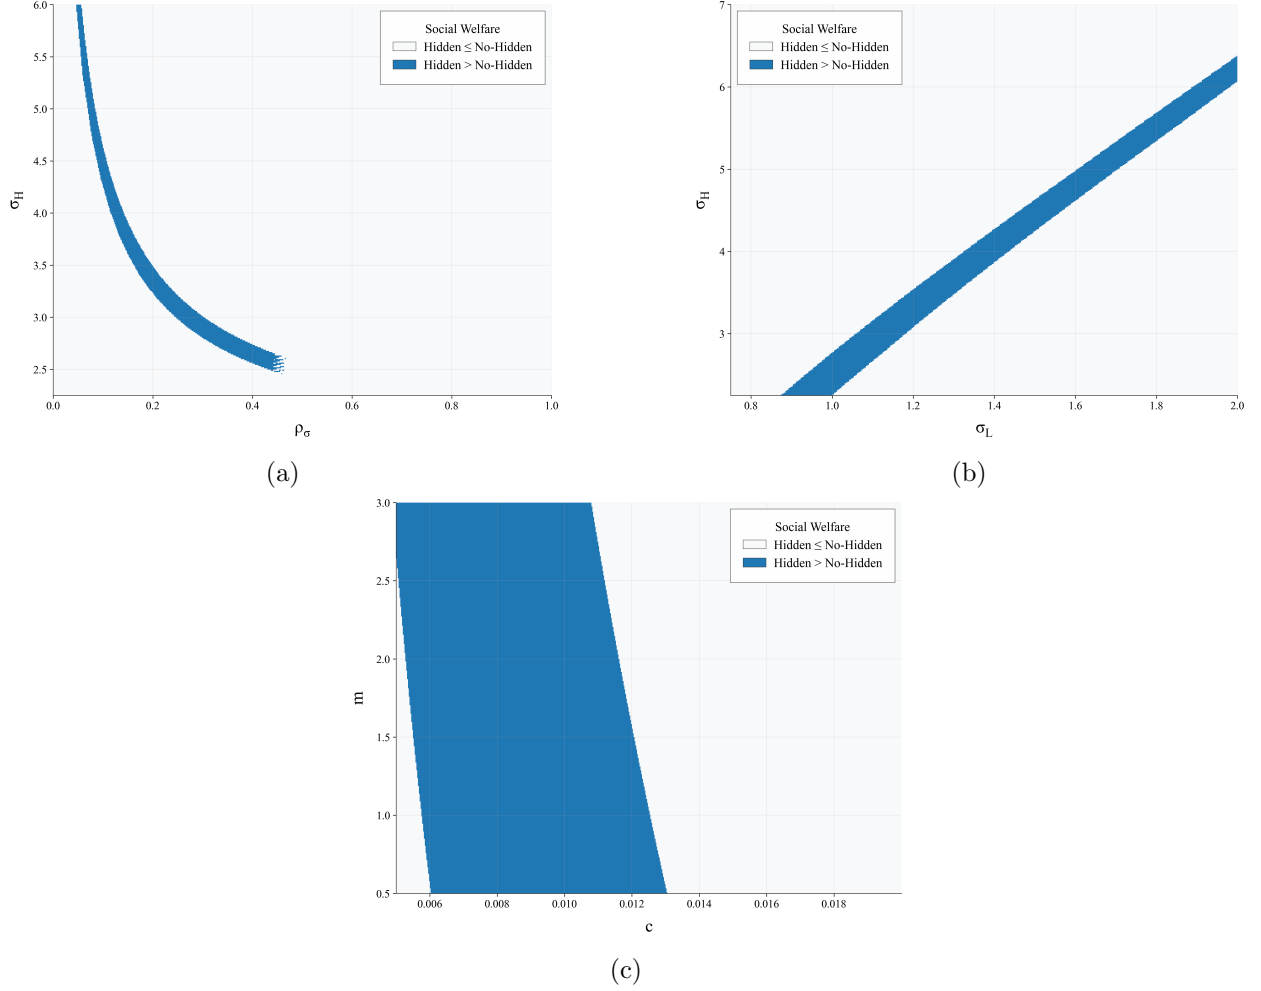 6.0
5.5
5.0
4.5
4.0
3.5
3.0
2.5
σ_H
0.0 0.2 0.4 0.6 0.8 1.0
ρ_σ
Social Welfare
Hidden ≤ No-Hidden
Hidden > No-Hidden
(a)
7
6
5
4
3
σ_H
0.8 1.0 1.2 1.4 1.6 1.8 2.0
σ_L
Social Welfare
Hidden ≤ No-Hidden
Hidden > No-Hidden
(b)
3.0
2.5
2.0
1.5
1.0
0.5
m
0.006 0.008 0.010 0.012 0.014 0.016 0.018
c
Social Welfare
Hidden ≤ No-Hidden
Hidden > No-Hidden
(c)